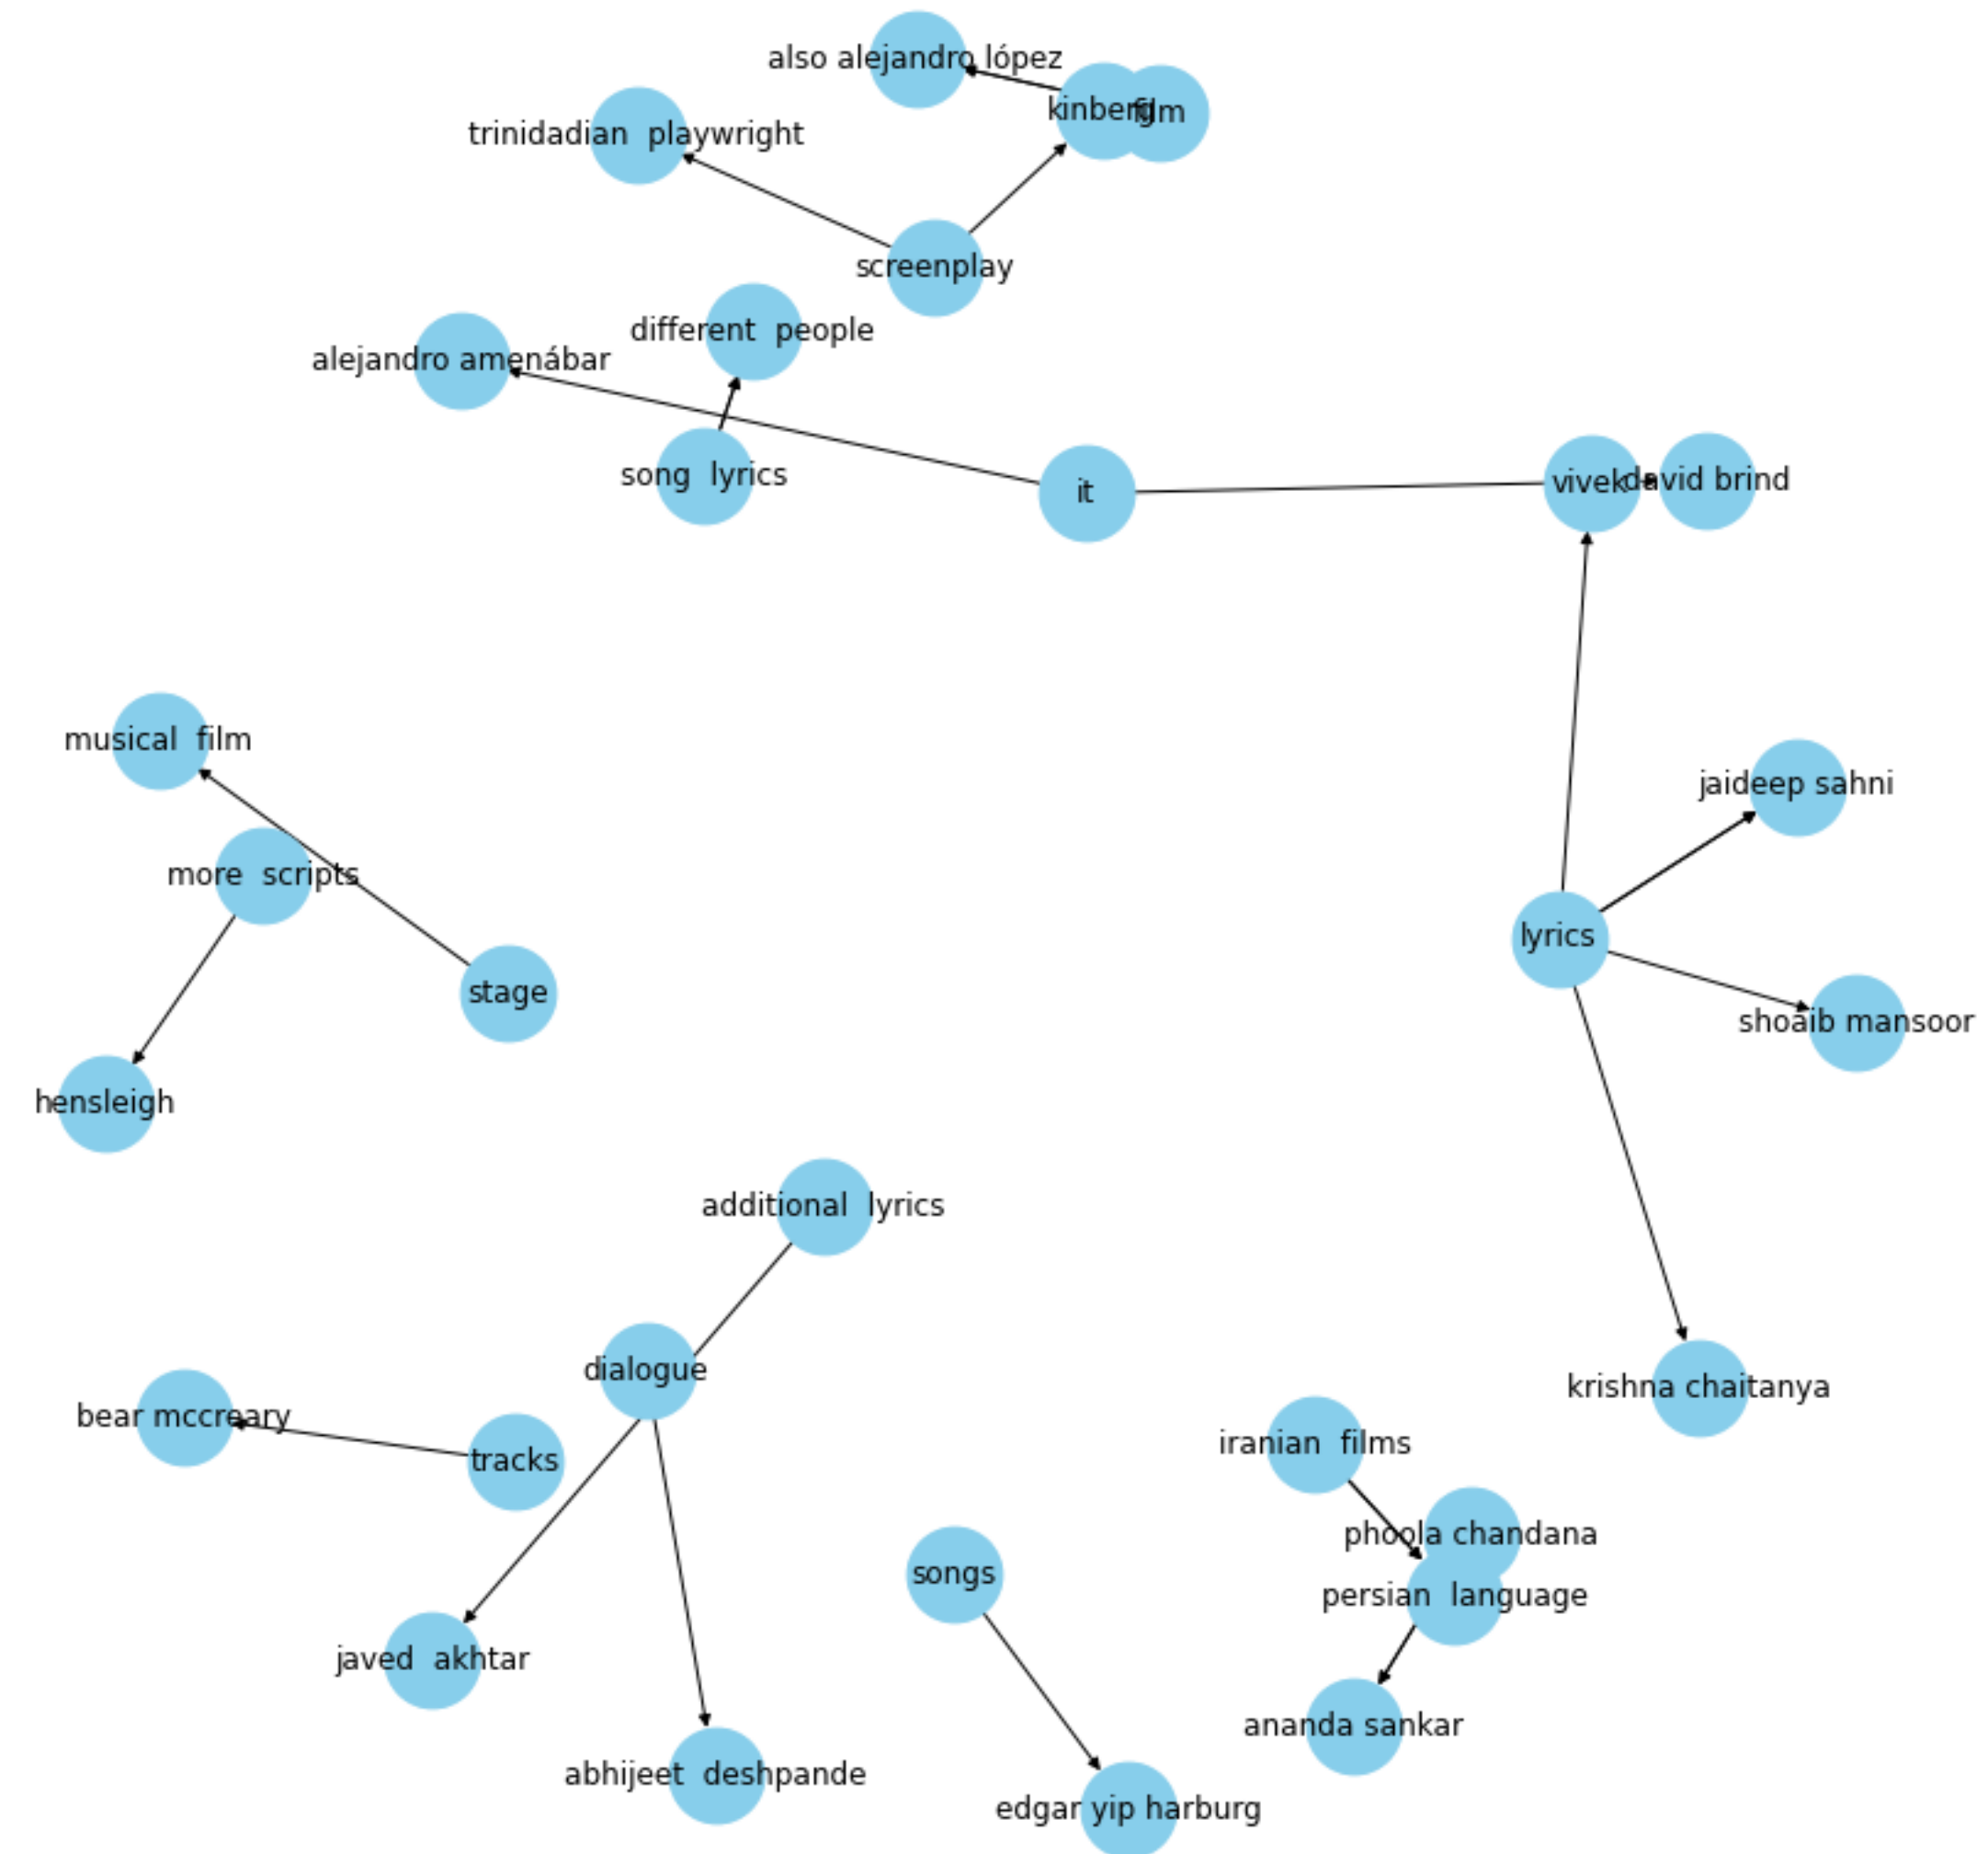 also alejandro lópez
kinberg
film
trinidadian  playwright
screenplay
different  people
alejandro amenábar
song  lyrics
it
vivek
david brind
musical  film
jaideep sahni
more  scripts
lyrics
stage
shoaib mansoor
hensleigh
additional  lyrics
dialogue
krishna chaitanya
bear mccreary
iranian  films
tracks
phoola chandana
songs
persian  language
javed  akhtar
ananda sankar
abhijeet  deshpande
edgar yip harburg